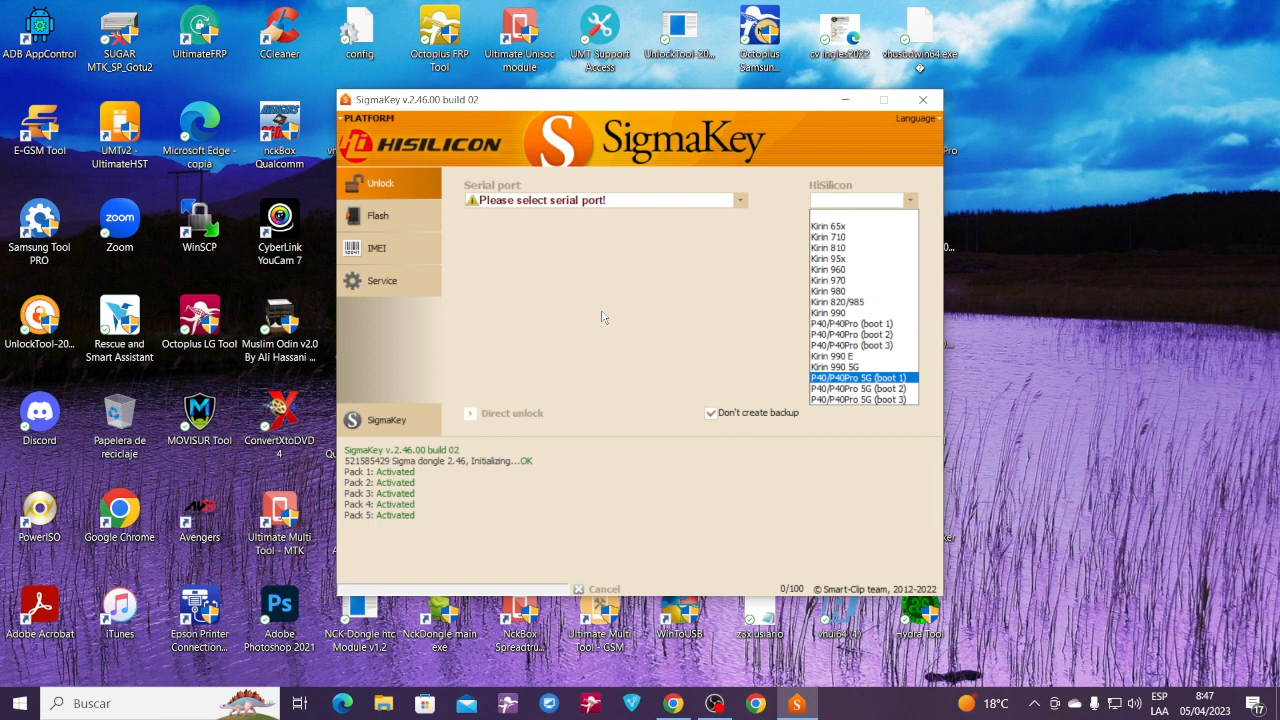 ADB AppControl
SUGAR
MTK_SP_Gotu2
UltimateFRP
CCleaner
config
Octoplus FRP
Tool
Ultimate Unisoc
module
UMT Support
Access
UnlockTool-20...
Octoplus
Samsun...
cv ingles2022
vhusbdwin64.exe
E-GSM Tool
UMTv2 -
UltimateHST
Microsoft Edge -
copia
nckBox
Qualcomm
Samsung Tool
PRO
Zoom
WinSCP
CyberLink
YouCam 7
UnlockTool-20...
Rescue and
Smart Assistant
Octoplus LG Tool
Muslim Odin v2.0
By Ali Hassani ...
Discord
Papelera de
reciclaje
MOVISUR Tool
ConvertXtoDVD
4
PowerISO
Google Chrome
Avengers
Ultimate Multi
Tool - MTK
Adobe Acrobat
iTunes
Epson Printer
Connection...
Adobe
Photoshop 2021
NCK Dongle htc
Module v1.2
NckDongle main
exe
NckBox
Spreadtru...
Ultimate Multi
Tool - GSM
WinToUSB
z3x usuario
vhui64 (4)
Hydra Tool
SigmaKey v.2.46.00 build 02
PLATFORM
HISILICON
SigmaKey
Language
Unlock
Flash
IMEI
Service
SigmaKey
Serial port
Please select serial port!
HiSilicon
Kirin 65x
Kirin 710
Kirin 810
Kirin 95x
Kirin 960
Kirin 970
Kirin 980
Kirin 820/985
Kirin 990
P40/P40Pro (boot 1)
P40/P40Pro (boot 2)
P40/P40Pro (boot 3)
Kirin 990 E
Kirin 990 5G
P40/P40Pro 5G (boot 1)
P40/P40Pro 5G (boot 2)
P40/P40Pro 5G (boot 3)
Direct unlock
Don't create backup
SigmaKey v.2.46.00 build 02
521585429 Sigma dongle 2.46, Initializing...OK
Pack 1: Activated
Pack 2: Activated
Pack 3: Activated
Pack 4: Activated
Pack 5: Activated
Cancel
0/100
© Smart-Clip team, 2012-2022
Buscar
18°C
ESP
LAA
8:47
05/04/2023
17